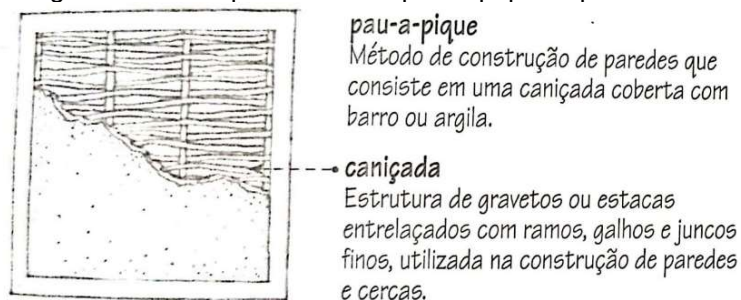 pau-a-pique
Método de construção de paredes que
consiste em uma caniçada coberta com
barro ou argila.
caniçada
Estrutura de gravetos ou estacas
entrelaçados com ramos, galhos e juncos
finos, utilizada na construção de paredes
e cercas.